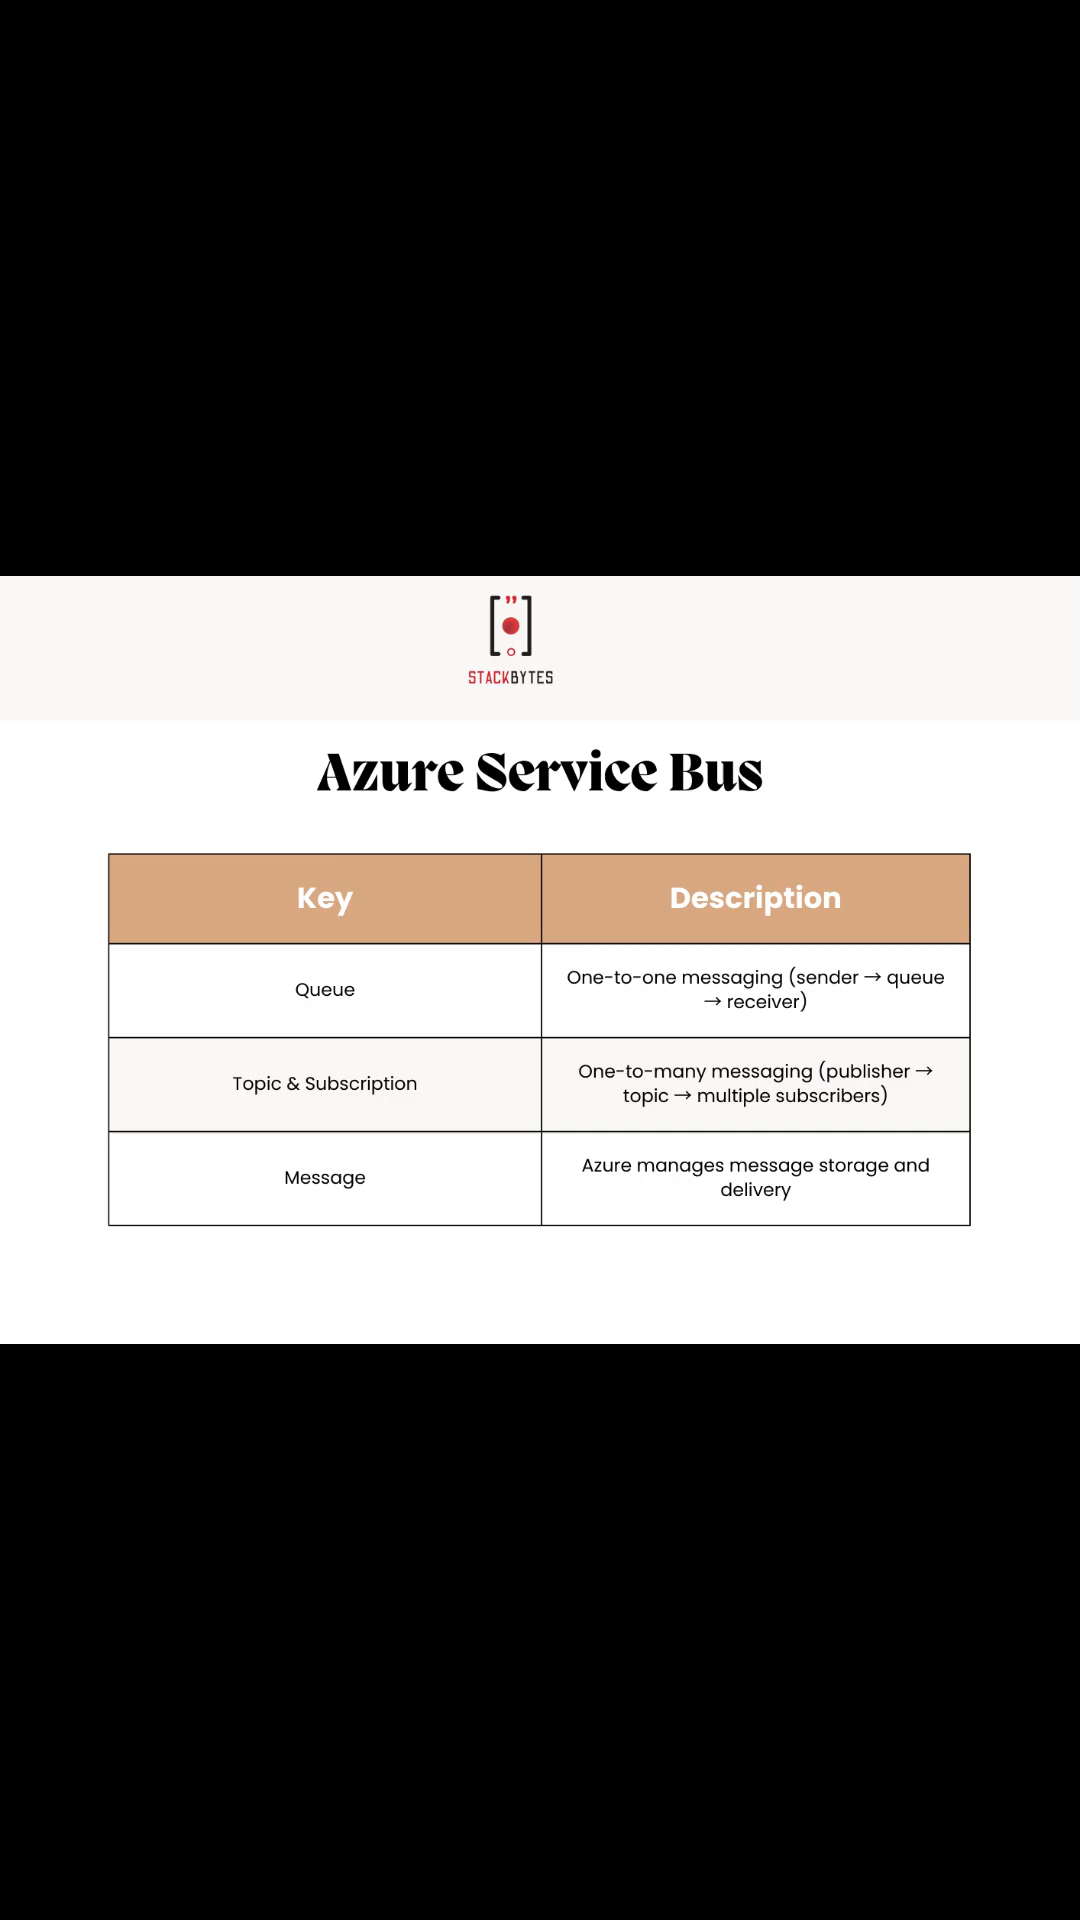 STACKBYTES
Azure Service Bus
Key
Description
Queue
One-to-one messaging (sender → queue
→ receiver)
Topic & Subscription
One-to-many messaging (publisher →
topic → multiple subscribers)
Message
Azure manages message storage and
delivery